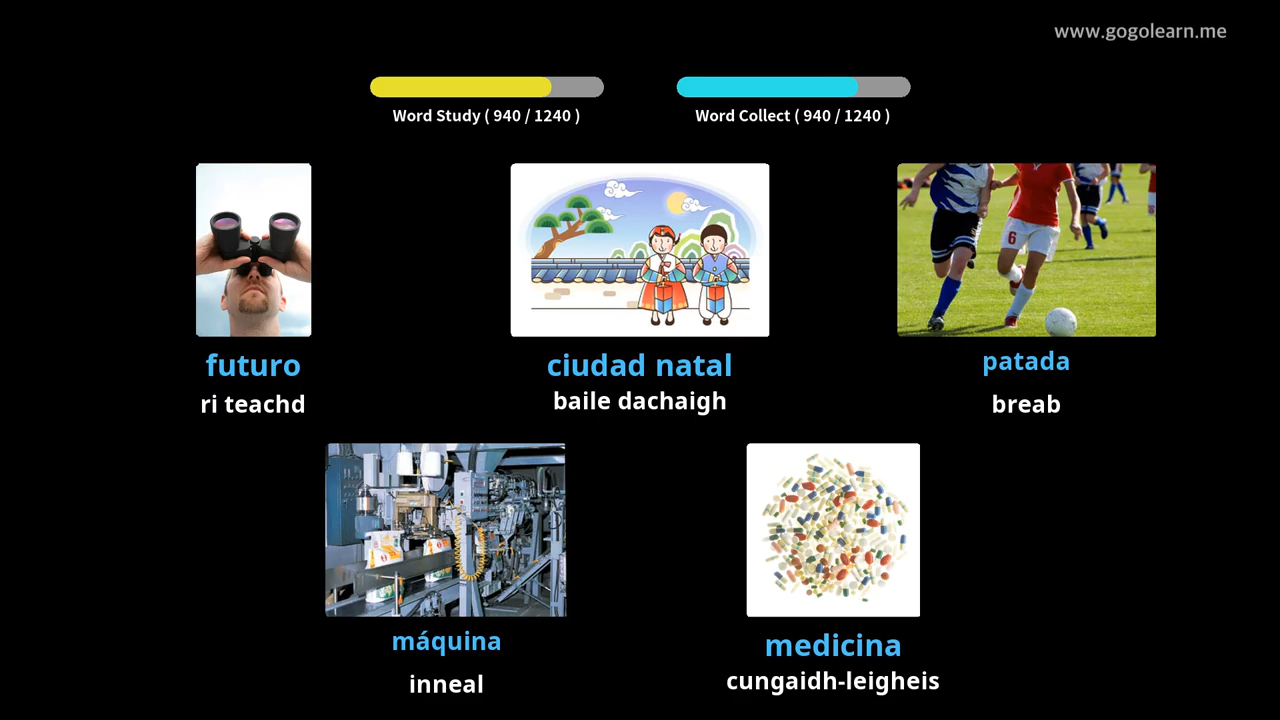 www.gogolearn.me
Word Study ( 940 / 1240 )
Word Collect ( 940 / 1240 )
futuro
ri teachd
ciudad natal
baile dachaigh
patada
breab
6
máquina
inneal
medicina
cungaidh-leigheis